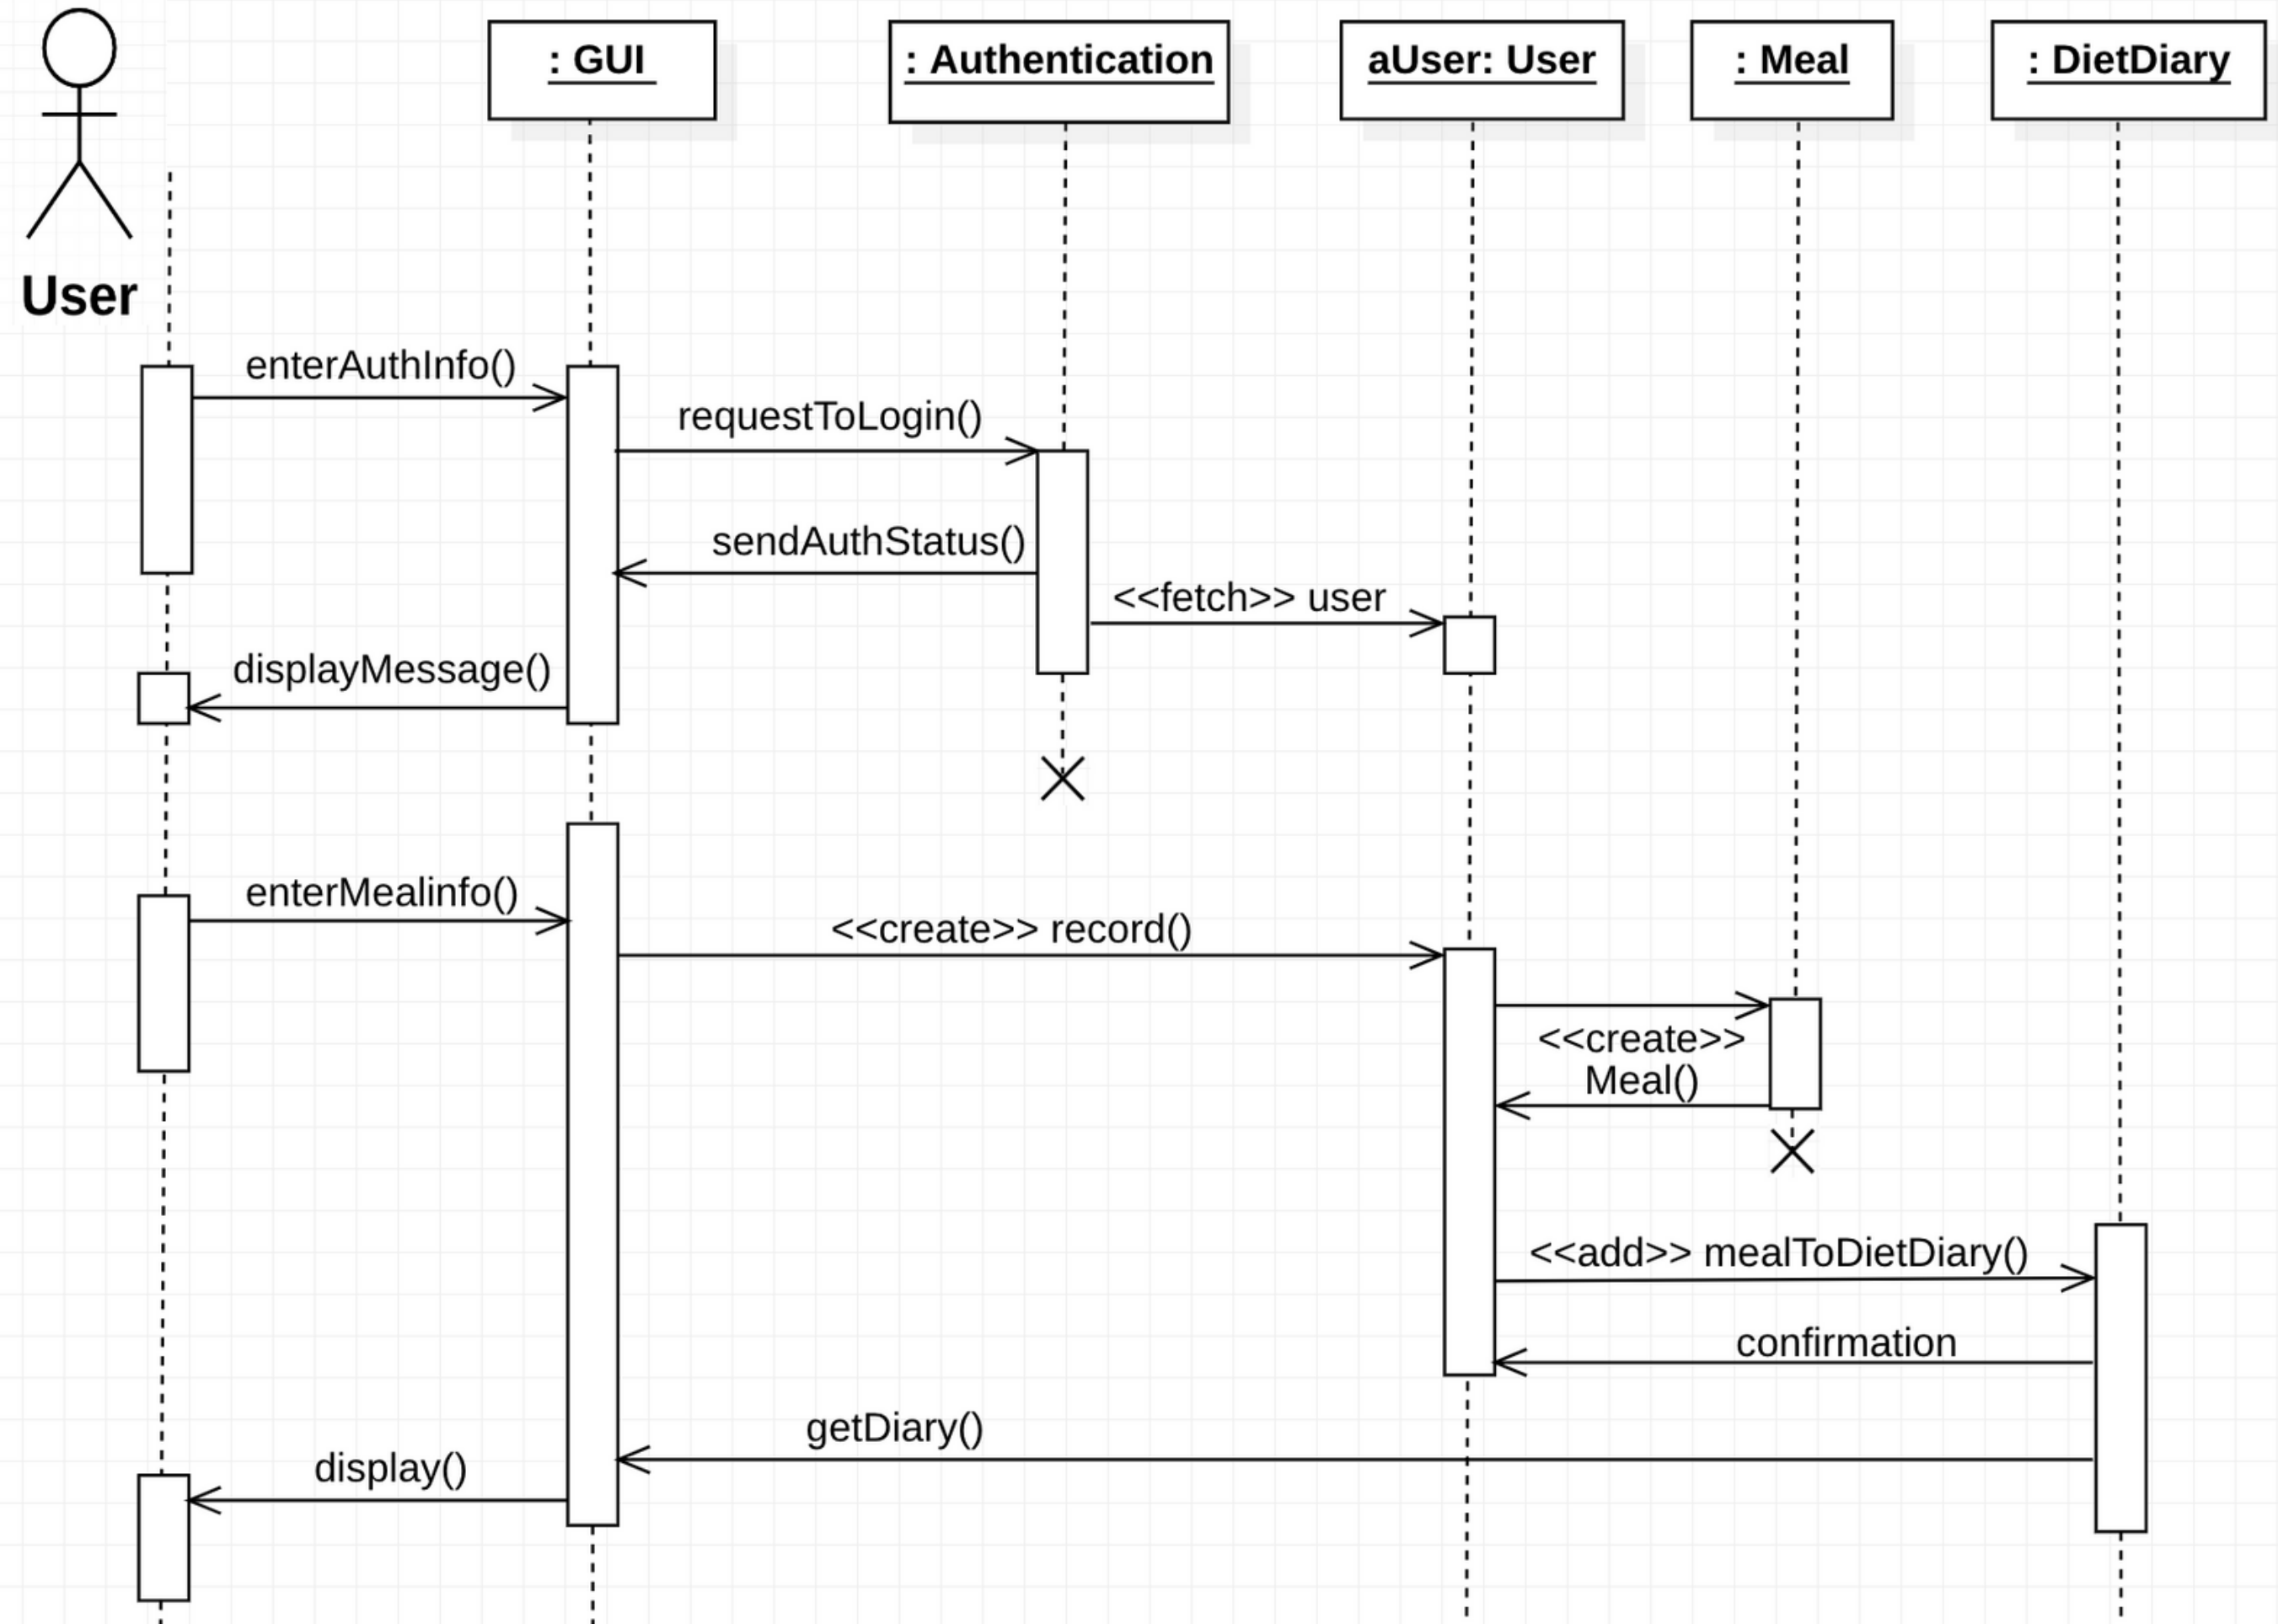 : GUI
: Authentication
aUser: User
: Meal
: DietDiary
User
enterAuthInfo()
requestToLogin()
sendAuthStatus()
<<fetch>> user
displayMessage()
enterMealinfo()
<<create>> record()
<<create>>
Meal()
<<add>> mealToDietDiary()
confirmation
getDiary()
display()